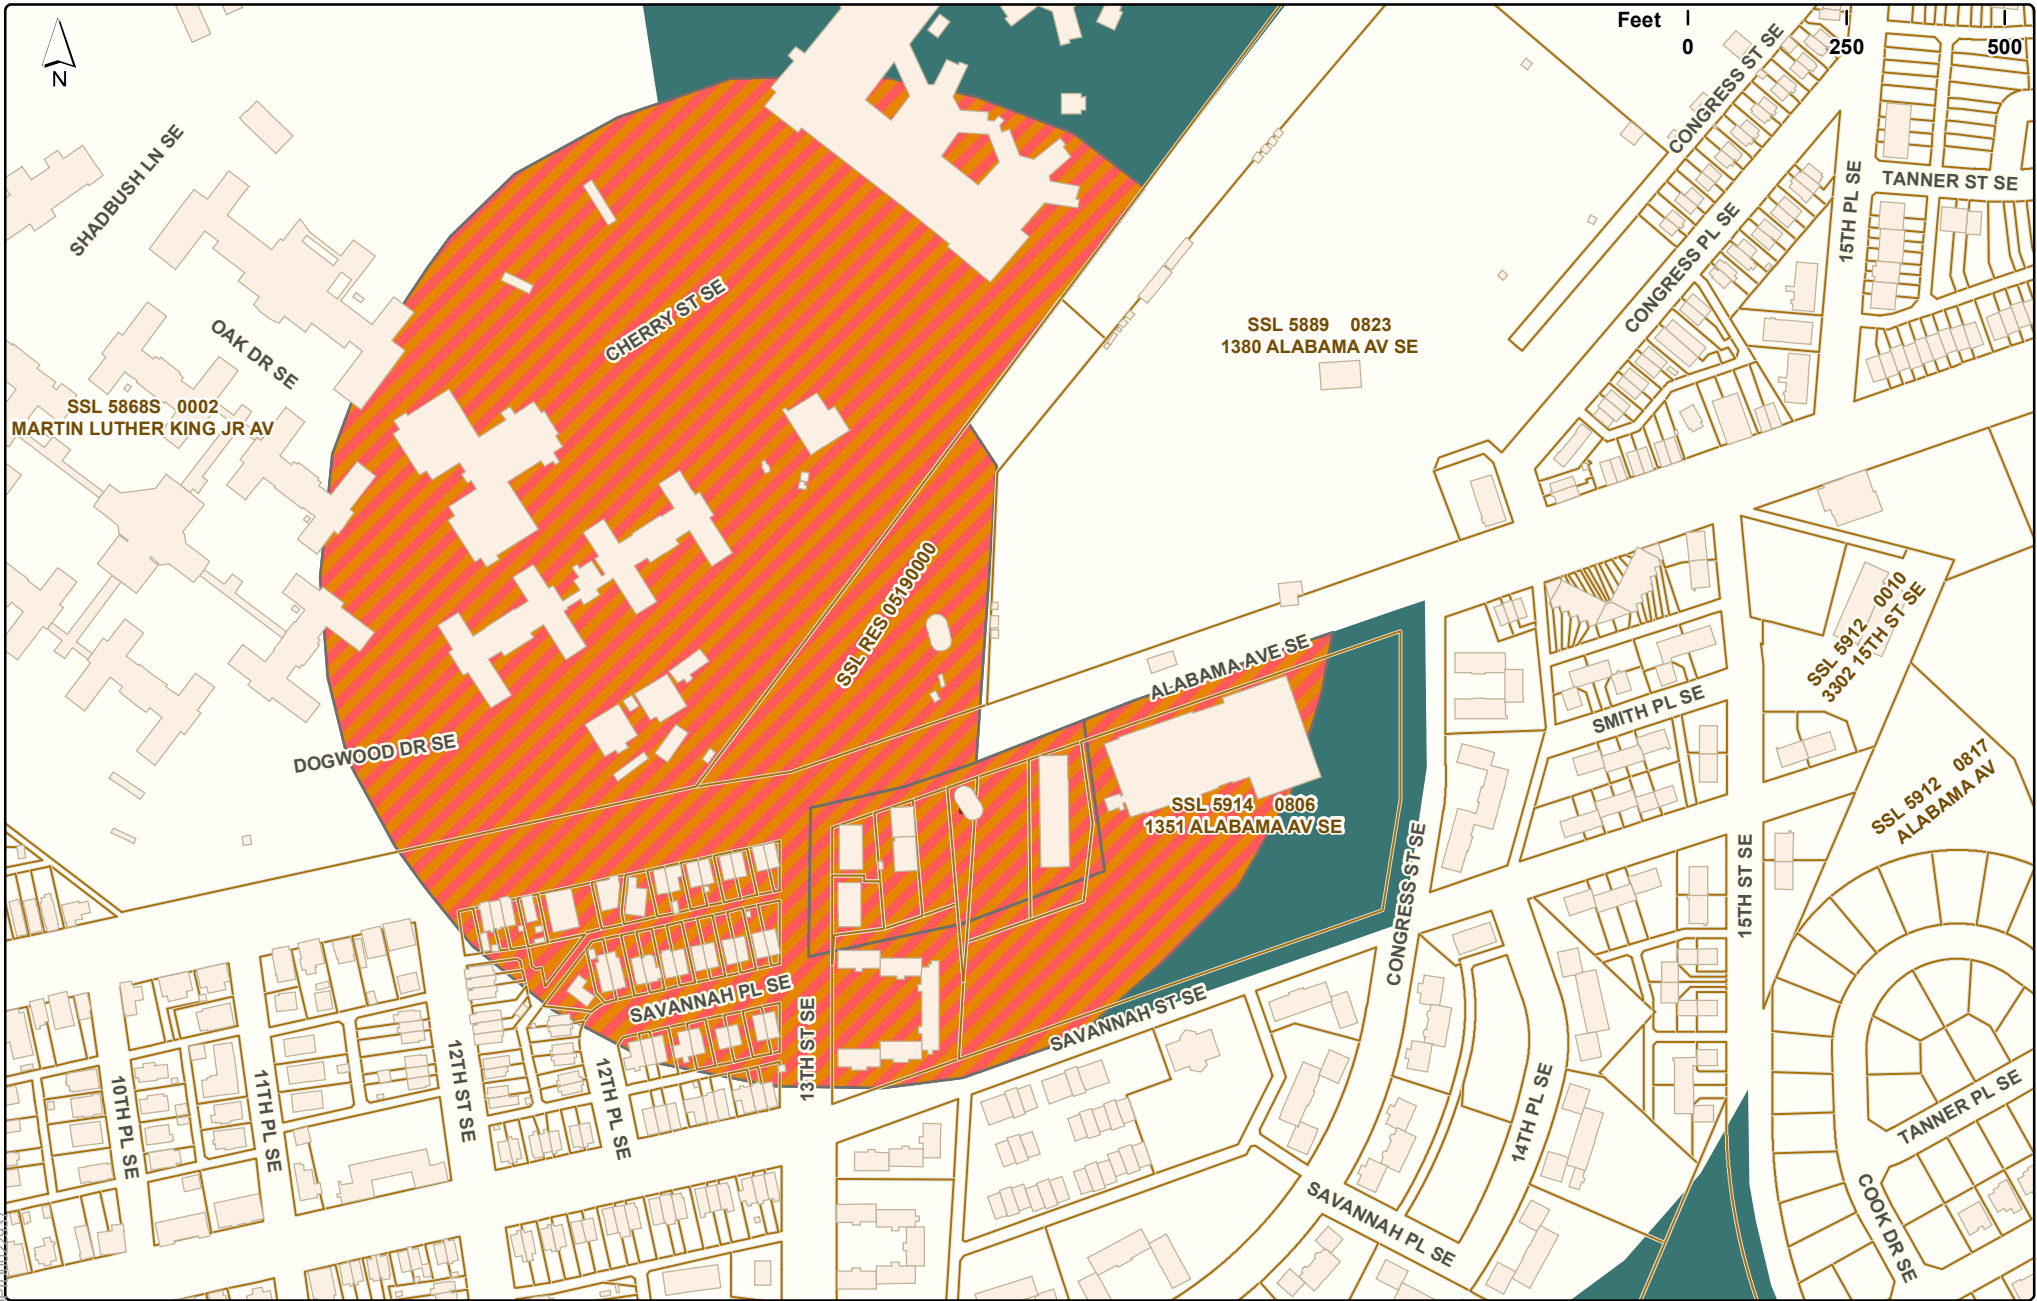 Feet
0
250
500
N
CONGRESS ST SE
SHADBUSH LN SE
TANNER ST SE
15TH PL SE
CONGRESS PL SE
CHERRY ST SE
OAK DR SE
SSL 5889 0823
1380 ALABAMA AV SE
SSL 5868S 0002
MARTIN LUTHER KING JR AV
SSL RES 05190000
SSL 5912 0010
3302 15TH ST SE
ALABAMA AVE SE
SMITH PL SE
DOGWOOD DR SE
SSL 5912 0817
ALABAMA AV
SSL 5914 0806
1351 ALABAMA AV SE
CONGRESS ST SE
15TH ST SE
SAVANNAH PL SE
SAVANNAH ST SE
13TH ST SE
12TH ST SE
12TH PL SE
11TH PL SE
10TH PL SE
14TH PL SE
TANNER PL SE
SAVANNAH PL SE
COOK DR SE